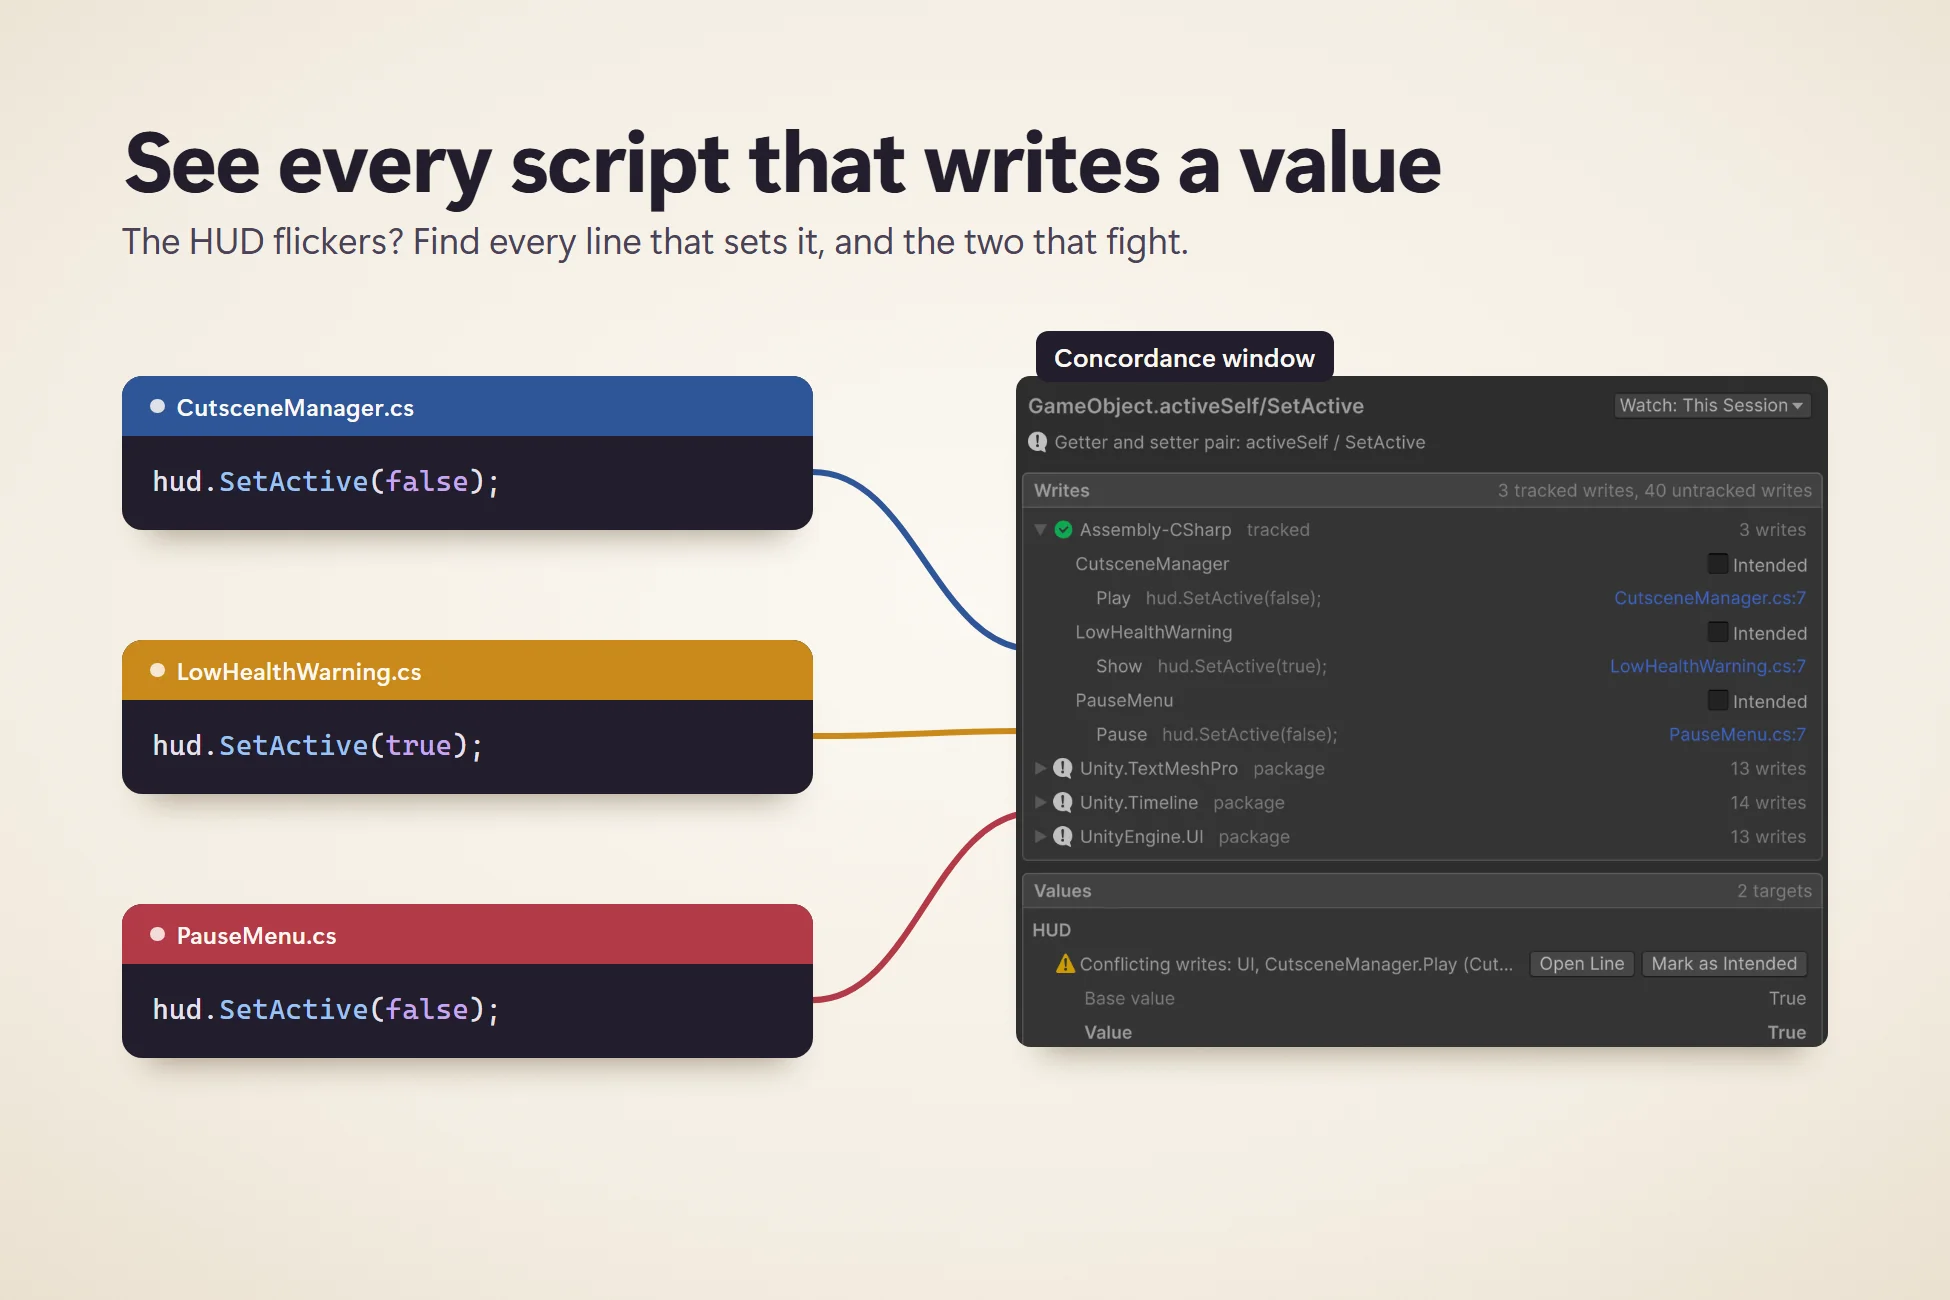 See every script that writes a value
The HUD flickers? Find every line that sets it, and the two that fight.
CutsceneManager.cs
hud.SetActive(false);
LowHealthWarning.cs
hud.SetActive(true);
PauseMenu.cs
hud.SetActive(false);
Concordance window
GameObject.activeSelf/SetActive Watch: This Session
Getter and setter pair: activeSelf / SetActive
Writes 3 tracked writes, 40 untracked writes
Assembly-CSharp tracked 3 writes
CutsceneManager Intended
Play hud.SetActive(false); CutsceneManager.cs:7
LowHealthWarning Intended
Show hud.SetActive(true); LowHealthWarning.cs:7
PauseMenu Intended
Pause hud.SetActive(false); PauseMenu.cs:7
Unity.TextMeshPro package 13 writes
Unity.Timeline package 14 writes
UnityEngine.UI package 13 writes
Values 2 targets
HUD
Conflicting writes: UI, CutsceneManager.Play (Cut... Open Line Mark as Intended
Base value True
Value True